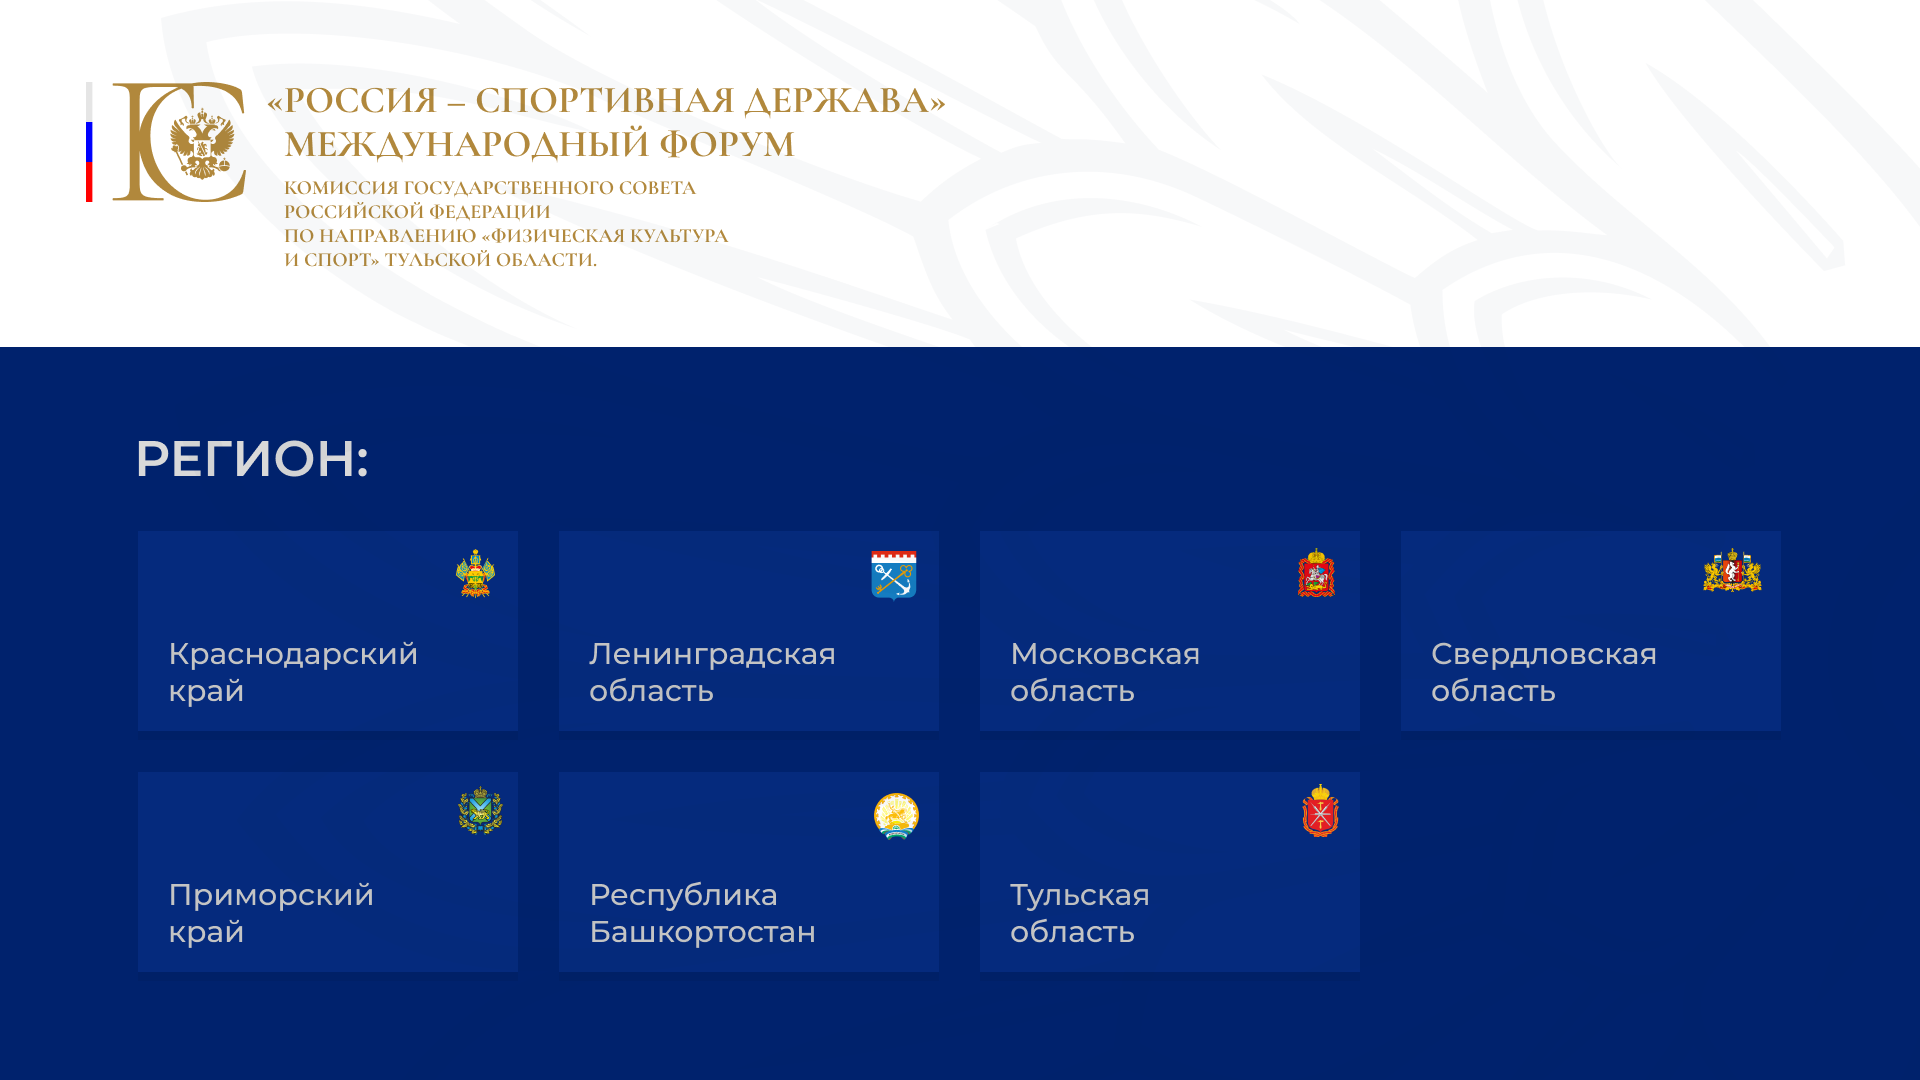 «РОССИЯ – СПОРТИВНАЯ ДЕРЖАВА»
МЕЖДУНАРОДНЫЙ ФОРУМ
КОМИССИЯ ГОСУДАРСТВЕННОГО СОВЕТА
РОССИЙСКОЙ ФЕДЕРАЦИИ
ПО НАПРАВЛЕНИЮ «ФИЗИЧЕСКАЯ КУЛЬТУРА
И СПОРТ» ТУЛЬСКОЙ ОБЛАСТИ.
РЕГИОН:
Краснодарский
край
Ленинградская
область
Московская
область
Свердловская
область
Приморский
край
Республика
Башкортостан
Тульская
область